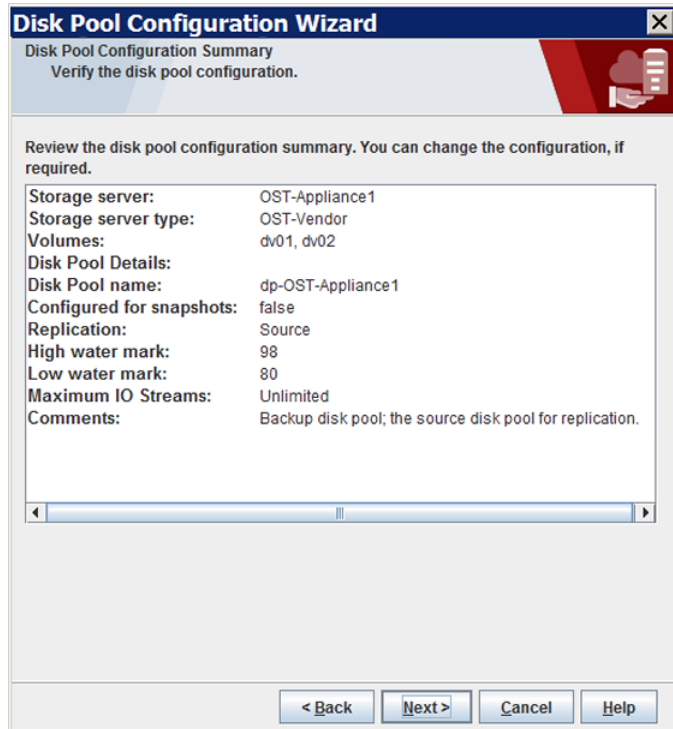 Disk Pool Configuration Wizard
Disk Pool Configuration Summary
Verify the disk pool configuration.
Review the disk pool configuration summary. You can change the configuration, if
required.
Storage server: OST-Appliance1
Storage server type: OST-Vendor
Volumes: dv01, dv02
Disk Pool Details:
Disk Pool name: dp-OST-Appliance1
Configured for snapshots: false
Replication: Source
High water mark: 98
Low water mark: 80
Maximum IO Streams: Unlimited
Comments: Backup disk pool; the source disk pool for replication.
< Back Next > Cancel Help